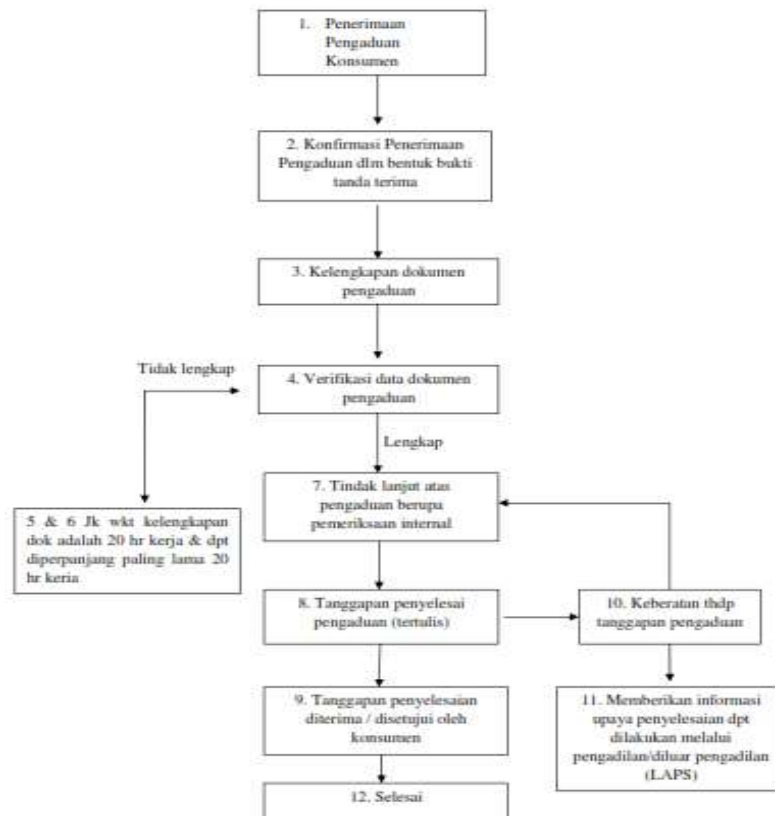 1. Penerimaan
Pengaduan
Konsumen
2. Konfirmasi Penerimaan
Pengaduan dlm bentuk bukti
tanda terima
3. Kelengkapan dokumen
pengaduan
Tidak lengkap
4. Verifikasi data dokumen
pengaduan
Lengkap
5 & 6 Jk wkt kelengkapan
dok adalah 20 hr kerja & dpt
diperpanjang paling lama 20
hr kerja
7. Tindak lanjut atas
pengaduan berupa
pemeriksaan internal
8. Tanggapan penyelesai
pengaduan (tertulis)
10. Keberatan thdp
tanggapan pengaduan
9. Tanggapan penyelesaian
diterima / disetujui oleh
konsumen
11. Memberikan informasi
upaya penyelesaian dpt
dilakukan melalui
pengadilan/diluar pengadilan
(LAPS)
12. Selesai